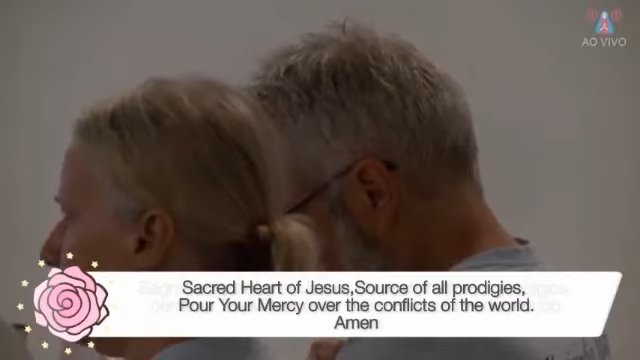 AO VIVO
Sacred Heart of Jesus,Source of all prodigies,
Pour Your Mercy over the conflicts of the world.
Amen